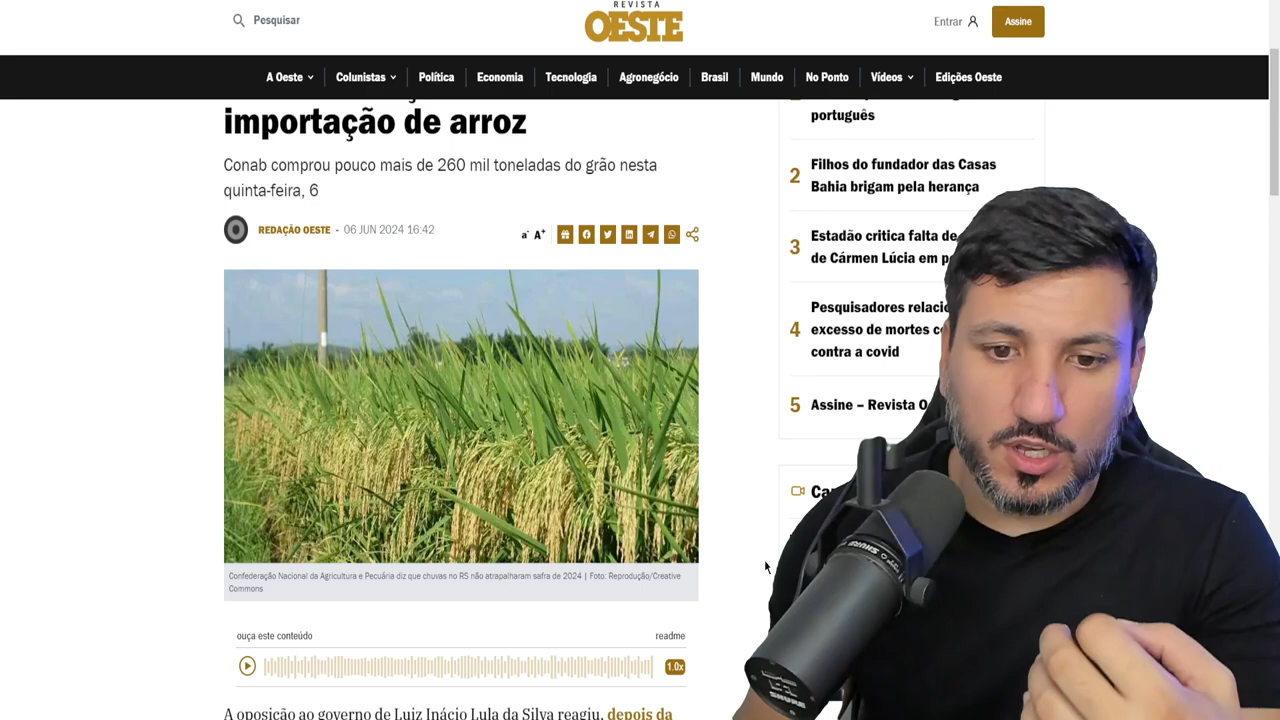 Pesquisar
REVISTA
OESTE
Entrar
Assine
A Oeste
Colunistas
Política
Economia
Tecnologia
Agronegócio
Brasil
Mundo
No Ponto
Vídeos
Edições Oeste
importação de arroz
Conab comprou pouco mais de 260 mil toneladas do grão nesta
quinta-feira, 6
REDAÇÃO OESTE - 06 JUN 2024 16:42
a- A+
Confederação Nacional da Agricultura e Pecuária diz que chuvas no RS não atrapalharam safra de 2024 | Foto: Reprodução/Creative
Commons
ouça este conteúdo
readme
1.0x
A oposição ao governo de Luiz Inácio Lula da Silva reagiu, depois da
português
2 Filhos do fundador das Casas
Bahia brigam pela herança
3 Estadão critica falta de
de Cármen Lúcia em
4 Pesquisadores
excesso de mortes
contra a covid
5 Assine – Revista
SHURE